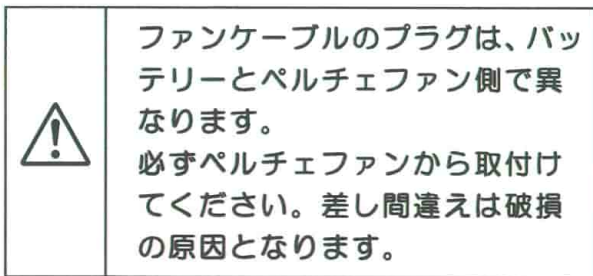 ファンケーブルのプラグは、バッ
テリーとペルチェファン側で異
なります。
必ずペルチェファンから取付け
てください。差し間違えは破損
の原因となります。